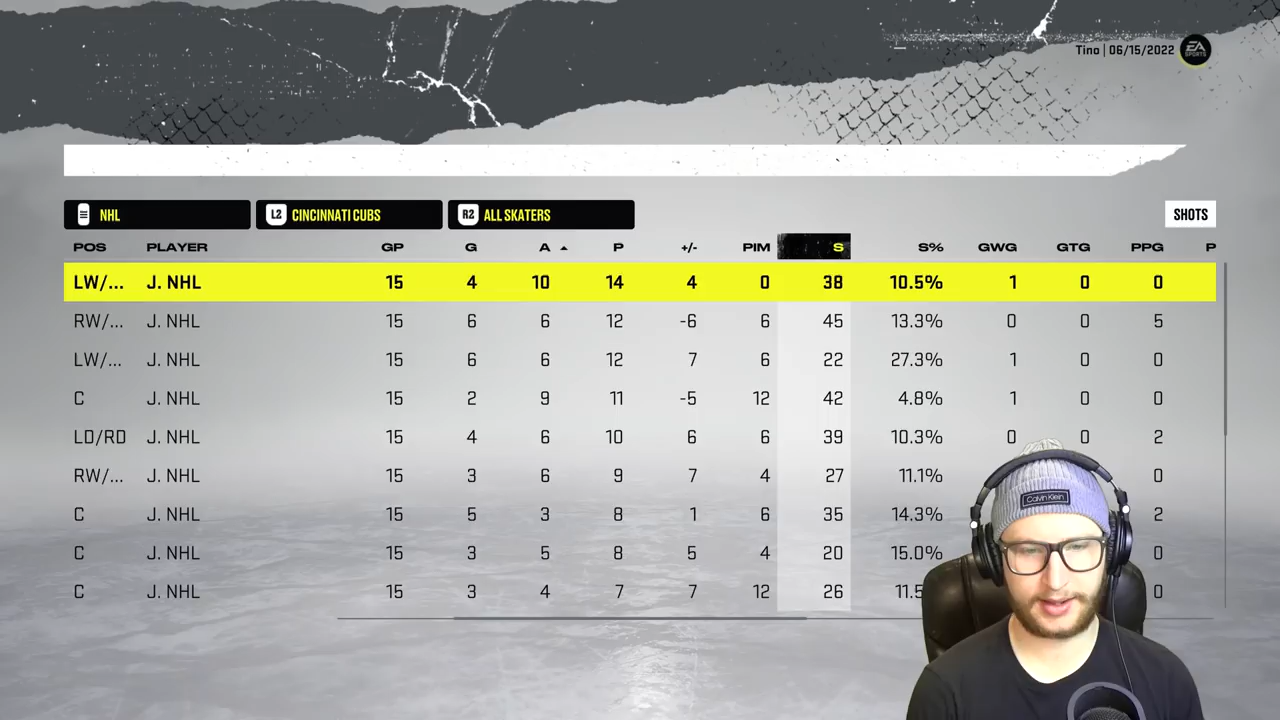 Tino | 06/15/2022 EA SPORTS
NHL L2 CINCINNATI CUBS R2 ALL SKATERS SHOTS
POS PLAYER GP G A P +/- PIM S S% GWG GTG PPG P
LW/... J. NHL 15 4 10 14 4 0 38 10.5% 1 0 0
RW/... J. NHL 15 6 6 12 -6 6 45 13.3% 0 0 5
LW/... J. NHL 15 6 6 12 7 6 22 27.3% 1 0 0
C J. NHL 15 2 9 11 -5 12 42 4.8% 1 0 0
LD/RD J. NHL 15 4 6 10 6 6 39 10.3% 0 0 2
RW/... J. NHL 15 3 6 9 7 4 27 11.1% 0
C J. NHL 15 5 3 8 1 6 35 14.3% 2
C J. NHL 15 3 5 8 5 4 20 15.0% 0
C J. NHL 15 3 4 7 7 12 26 11.5 0
Calvin Klein